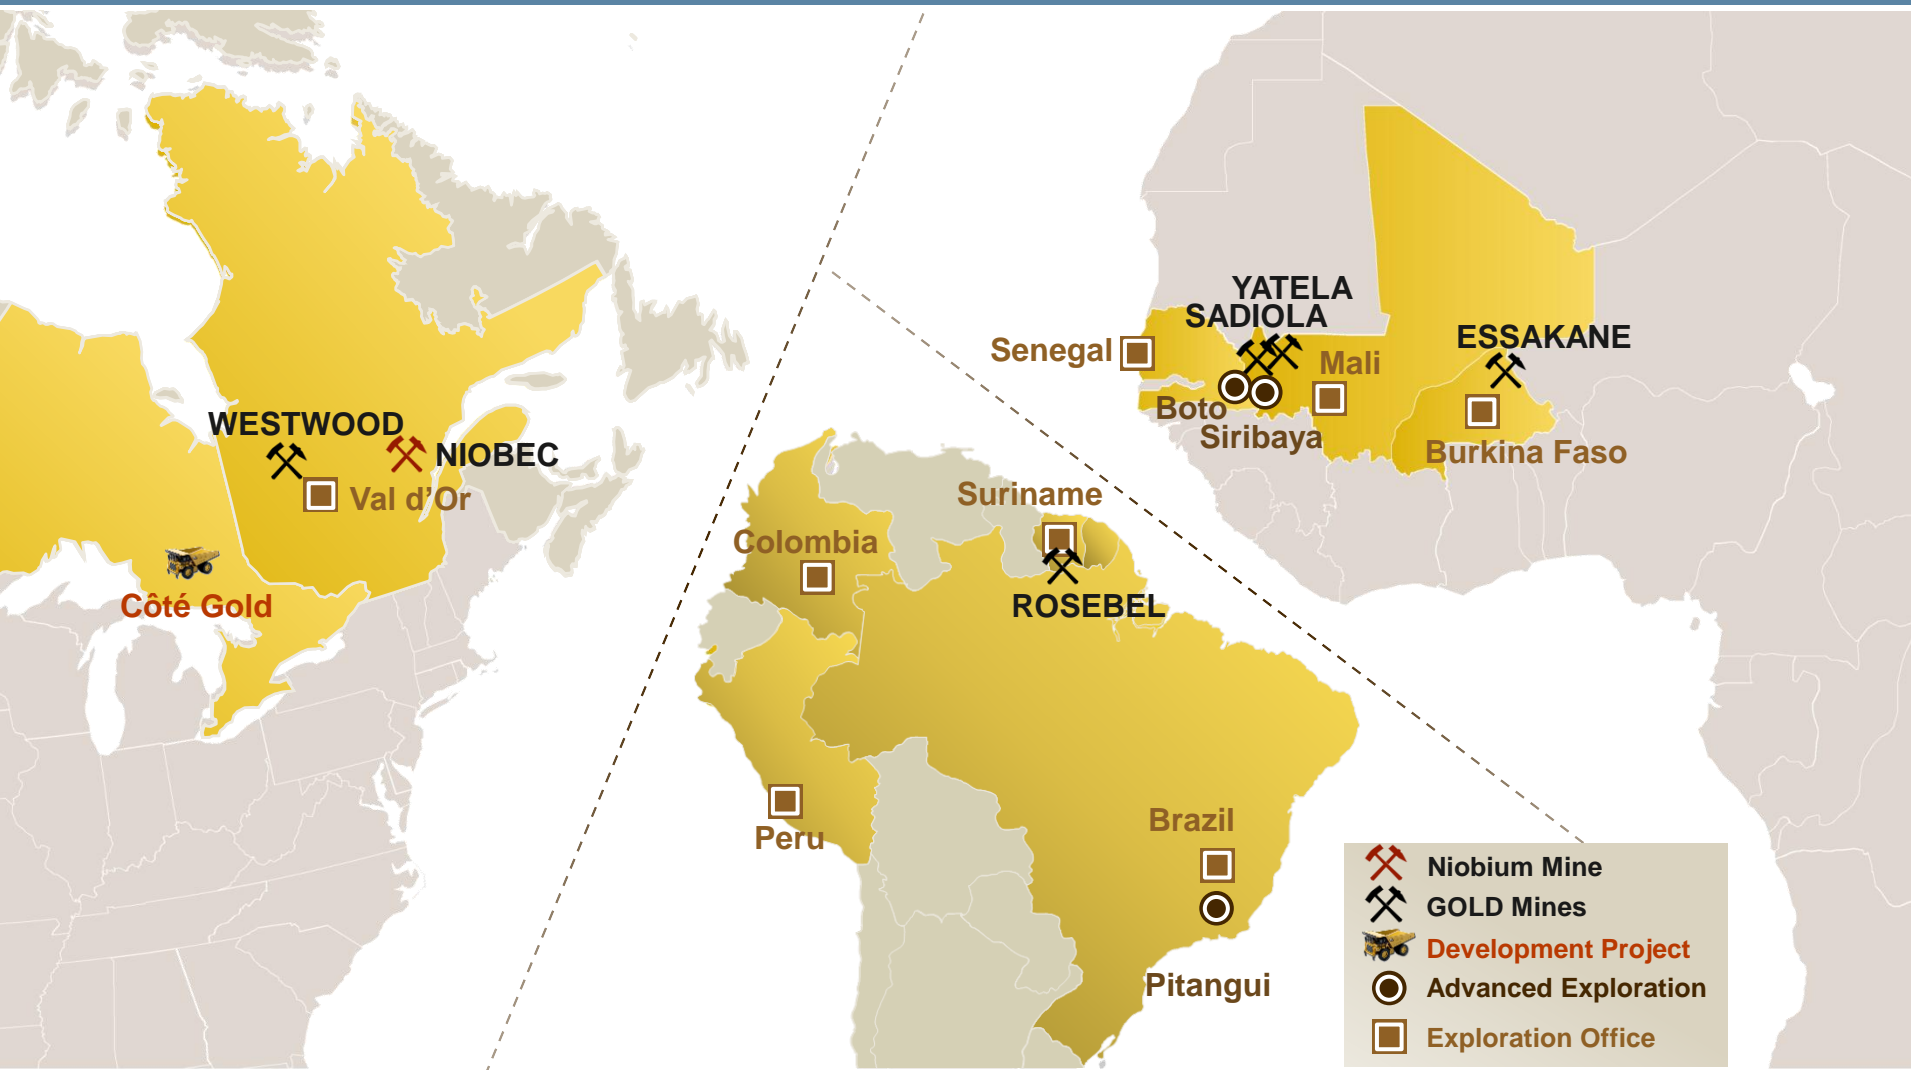 WESTWOOD
NIOBEC
Val d’Or
Côté Gold
YATELA
SADIOLA
ESSAKANE
Senegal
Mali
Boto
Siribaya
Burkina Faso
Suriname
Colombia
ROSEBEL
Peru
Brazil
Pitangui
Niobium Mine
GOLD Mines
Development Project
Advanced Exploration
Exploration Office